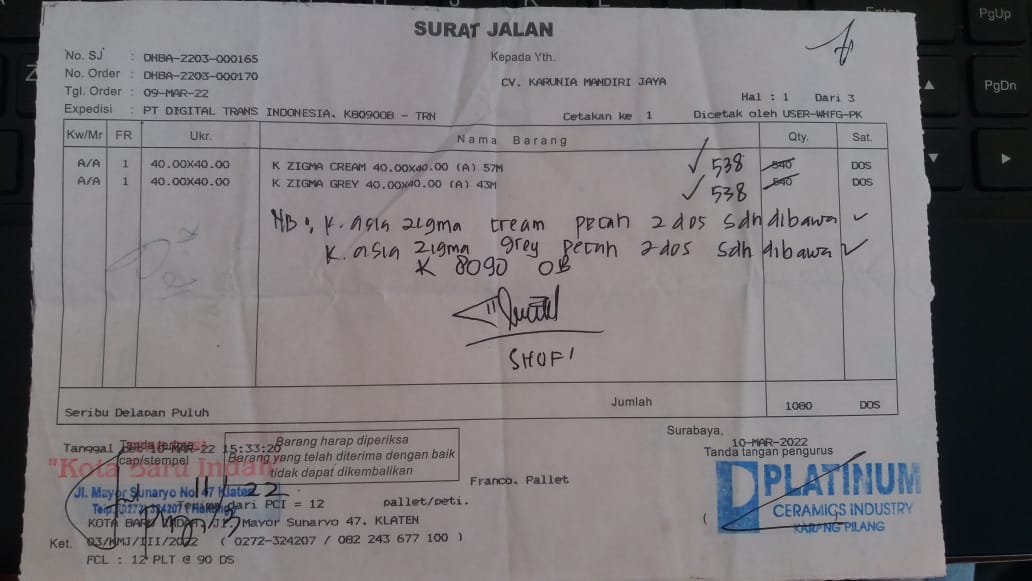 SURAT JALAN
No. SJ : DHBA-2203-000165
Kepada Yth.
No. Order : DHBA-2203-000170
CV. KARUNIA MANDIRI JAYA
Tgl. Order : 09-MAR-22
Hal : 1 Dari 3
Expedisi : PT DIGITAL TRANS INDONESIA. K8090OB - TRN
Cetakan ke 1 Dicetak oleh USER-WHFG-PK
Kw/Mr FR Ukr. Nama Barang Qty. Sat.
A/A 1 40.00X40.00 K ZIGMA CREAM 40.00X40.00 (A) 57M 538 540 DOS
A/A 1 40.00X40.00 K ZIGMA GREY 40.00X40.00 (A) 43M 538 540 DOS
NB: K. asia zigma cream pecah 2 dos sdh dibawa
K. asia zigma grey pecah 2 dos sdh dibawa
K 8090 OB
SHOFI
Jumlah 1080 DOS
Seribu Delapan Puluh
Surabaya,
Tanggal Cet 10-MAR-22 15:33:20
Tanda terima
cap/stempel
Barang harap diperiksa
Barang yang telah diterima dengan baik
tidak dapat dikembalikan
10-MAR-2022
Tanda tangan pengurus
"Kota Baru Indah
Jl. Mayor Sunaryo No. 47 Klaten
Telp. (0272) 324207
Franco. Pallet
Terima dari PCI = 12 pallet/peti.
KOTA BARU INDAH JL. Mayor Sunaryo 47. KLATEN
Ket. 03/KMJ/III/2022 ( 0272-324207 / 082 243 677 100 )
FCL : 12 PLT @ 90 DS
PLATINUM
CERAMICS INDUSTRY
KARANG PILANG
PgUp
PgDn